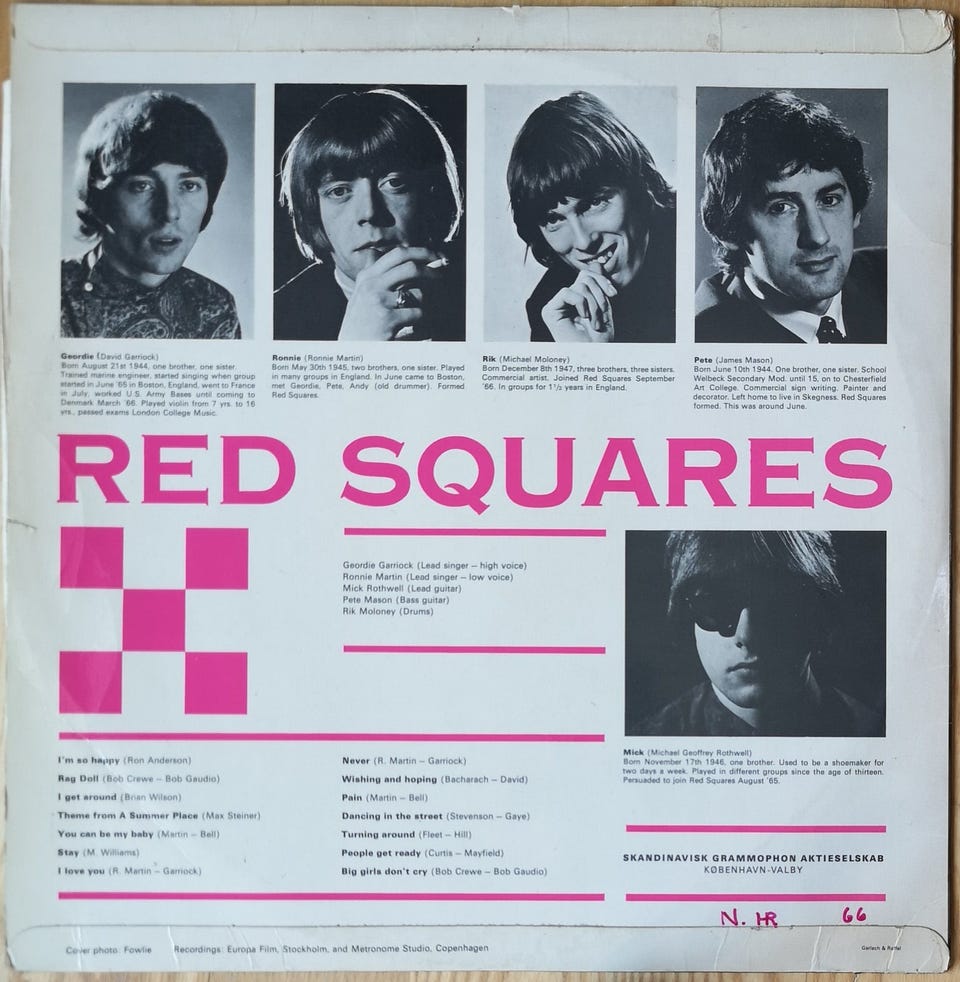 Geordie (David Garriock)
Born August 21st 1944, one brother, one sister.
Trained marine engineer, started singing when group
started in June '65 in Boston, England, went to France
in July, worked U.S. Army Bases until coming to
Denmark March '66. Played violin from 7 yrs. to 16
yrs., passed exams London College Music.
Ronnie (Ronnie Martin)
Born May 30th 1945, two brothers, one sister. Played
in many groups in England. In June came to Boston,
met Geordie, Pete, Andy (old drummer). Formed
Red Squares.
Rik (Michael Moloney)
Born December 8th 1947, three brothers, three sisters.
Commercial artist. Joined Red Squares September
'66. In groups for 1½ years in England.
Pete (James Mason)
Born June 10th 1944. One brother, one sister. School
Welbeck Secondary Mod. until 15, on to Chesterfield
Art College. Commercial sign writing. Painter and
decorator. Left home to live in Skegness. Red Squares
formed. This was around June.
RED SQUARES
Geordie Garriock (Lead singer – high voice)
Ronnie Martin (Lead singer – low voice)
Mick Rothwell (Lead guitar)
Pete Mason (Bass guitar)
Rik Moloney (Drums)
Mick (Michael Geoffrey Rothwell)
Born November 17th 1946, one brother. Used to be a shoemaker for
two days a week. Played in different groups since the age of thirteen.
Persuaded to join Red Squares August '65.
I'm so happy (Ron Anderson)
Rag Doll (Bob Crewe – Bob Gaudio)
I get around (Brian Wilson)
Theme from A Summer Place (Max Steiner)
You can be my baby (Martin – Bell)
Stay (M. Williams)
I love you (R. Martin – Garriock)
Never (R. Martin – Garriock)
Wishing and hoping (Bacharach – David)
Pain (Martin – Bell)
Dancing in the street (Stevenson – Gaye)
Turning around (Fleet – Hill)
People get ready (Curtis – Mayfield)
Big girls don't cry (Bob Crewe – Bob Gaudio)
SKANDINAVISK GRAMMOPHON AKTIESELSKAB
KØBENHAVN-VALBY
N. HR 66
Cover photo: Fowlie Recordings: Europa Film, Stockholm, and Metronome Studio, Copenhagen